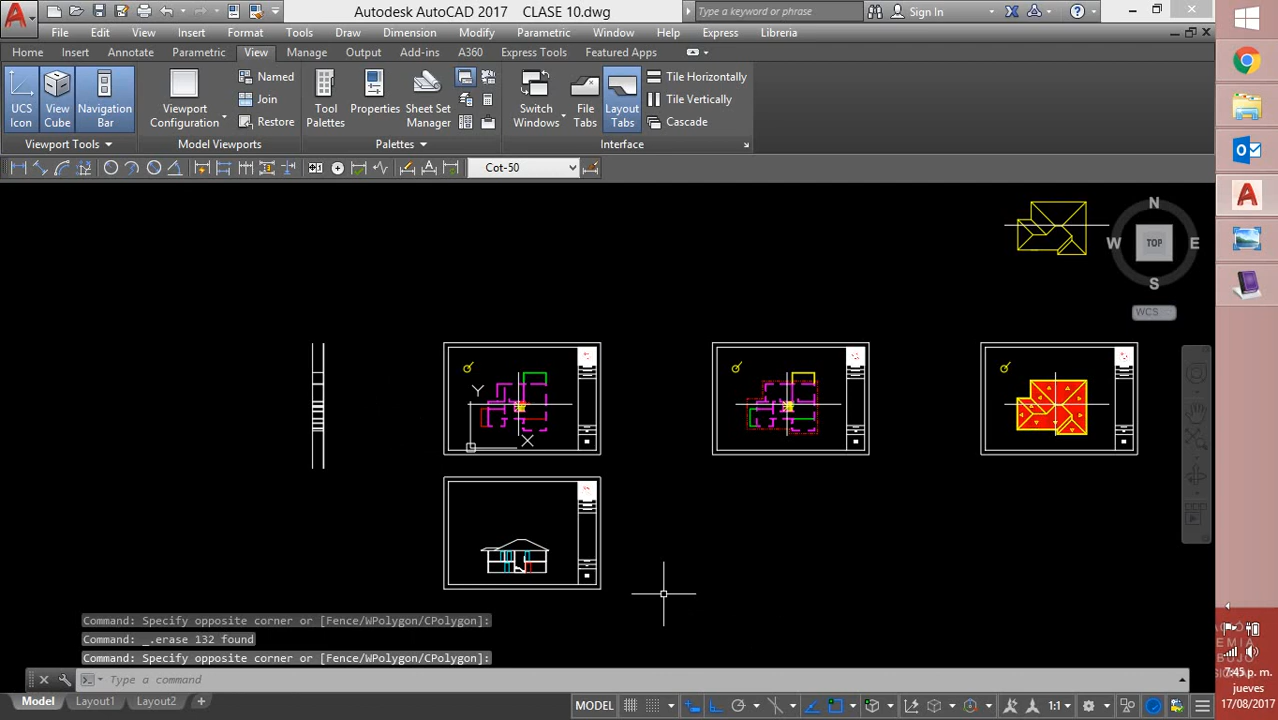 Autodesk AutoCAD 2017 CLASE 10.dwg
Type a keyword or phrase
Sign In
File Edit View Insert Format Tools Draw Dimension Modify Parametric Window Help Express Libreria
Home Insert Annotate Parametric View Manage Output Add-ins A360 Express Tools Featured Apps
UCS Icon
View Cube
Navigation Bar
Viewport Configuration
Named
Join
Restore
Tool Palettes
Properties
Sheet Set Manager
Switch Windows
File Tabs
Layout Tabs
Tile Horizontally
Tile Vertically
Cascade
Viewport Tools
Model Viewports
Palettes
Interface
Cot-50
N
W
TOP
E
S
WCS
Y
X
Command: Specify opposite corner or [Fence/WPolygon/CPolygon]:
Command: _.erase 132 found
Command: Specify opposite corner or [Fence/WPolygon/CPolygon]:
Type a command
Model
Layout1
Layout2
MODEL
1:1
7:45 p. m.
jueves
17/08/2017